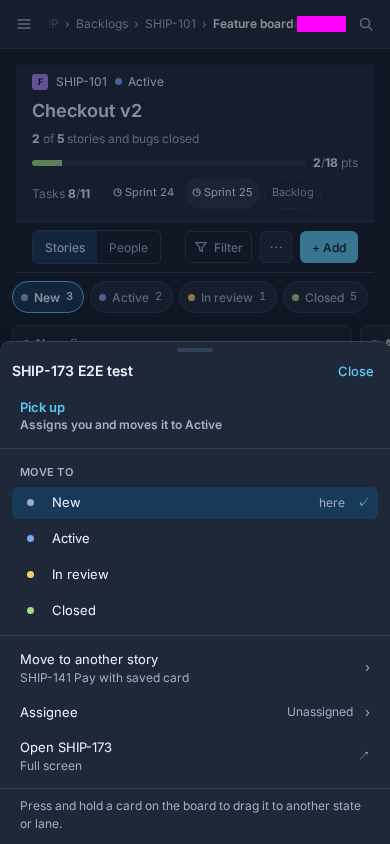 › Backlogs › SHIP-101 › Feature board
F SHIP-101 Active
Checkout v2
2 of 5 stories and bugs closed
2/18 pts
Tasks 8/11 Sprint 24 Sprint 25 Backlog
Stories People Filter ··· + Add
New 3 Active 2 In review 1 Closed 5
SHIP-173 E2E test Close
Pick up
Assigns you and moves it to Active
MOVE TO
New here ✓
Active
In review
Closed
Move to another story ›
SHIP-141 Pay with saved card
Assignee Unassigned ›
Open SHIP-173 ↗
Full screen
Press and hold a card on the board to drag it to another state
or lane.